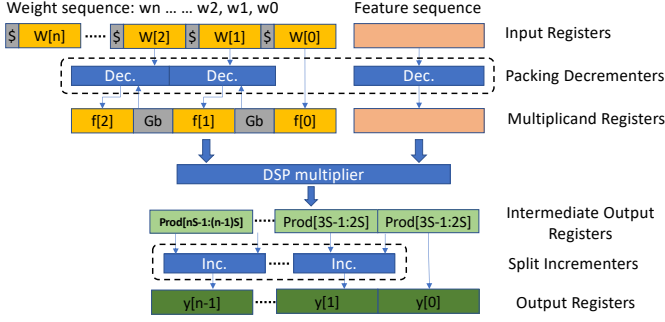 Weight sequence: wn … … w2, w1, w0
Feature sequence
$ W[n] ..... $ W[2] $ W[1] $ W[0]
Input Registers
Dec. Dec. Dec.
Packing Decrementers
f[2] Gb f[1] Gb f[0]
Multiplicand Registers
DSP multiplier
Prod[nS-1:(n-1)S] ..... Prod[3S-1:2S] Prod[3S-1:2S]
Intermediate Output
Registers
Inc. ..... Inc.
Split Incrementers
y[n-1] ..... y[1] y[0]
Output Registers